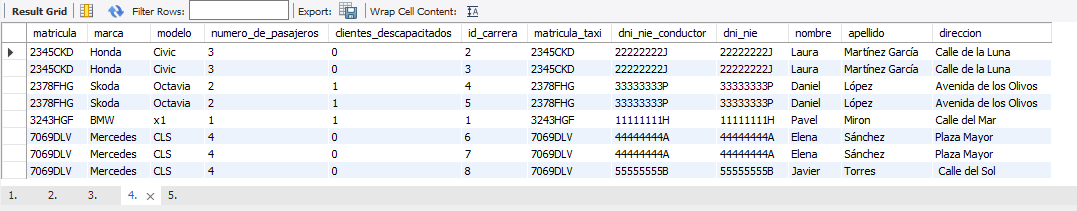 Result Grid Filter Rows: Export: Wrap Cell Content: IA
matricula marca modelo numero_de_pasajeros clientes_descapacitados id_carrera matricula_taxi dni_nie_conductor dni_nie nombre apellido direccion
2345CKD Honda Civic 3 0 2 2345CKD 22222222J 22222222J Laura Martínez García Calle de la Luna
2345CKD Honda Civic 3 0 3 2345CKD 22222222J 22222222J Laura Martínez García Calle de la Luna
2378FHG Skoda Octavia 2 1 4 2378FHG 33333333P 33333333P Daniel López Avenida de los Olivos
2378FHG Skoda Octavia 2 1 5 2378FHG 33333333P 33333333P Daniel López Avenida de los Olivos
3243HGF BMW x1 1 1 1 3243HGF 11111111H 11111111H Pavel Miron Calle del Mar
7069DLV Mercedes CLS 4 0 6 7069DLV 44444444A 44444444A Elena Sánchez Plaza Mayor
7069DLV Mercedes CLS 4 0 7 7069DLV 44444444A 44444444A Elena Sánchez Plaza Mayor
7069DLV Mercedes CLS 4 0 8 7069DLV 55555555B 55555555B Javier Torres Calle del Sol
1. 2. 3. 4. 5.